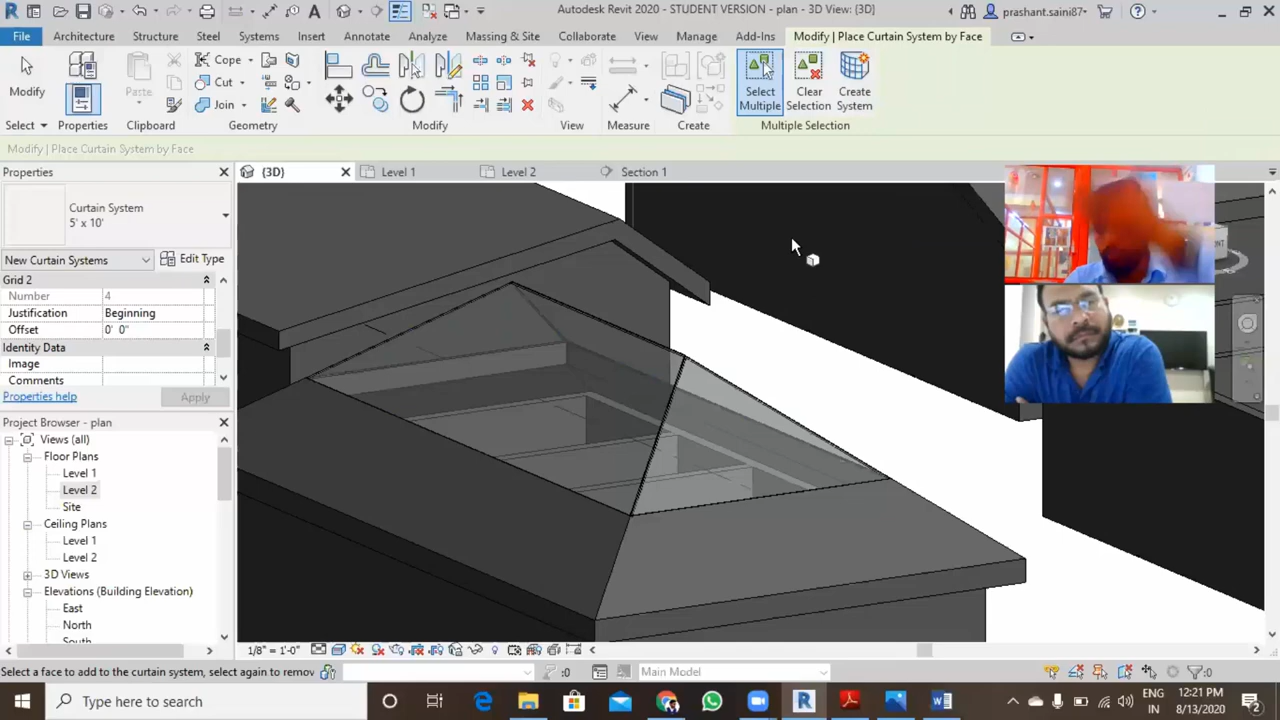 Autodesk Revit 2020 - STUDENT VERSION - plan - 3D View: {3D}
prashant.saini87
File
Architecture
Structure
Steel
Systems
Insert
Annotate
Analyze
Massing & Site
Collaborate
View
Manage
Add-Ins
Modify | Place Curtain System by Face
Modify
Paste
Cope
Cut
Join
Select
Multiple
Clear
Selection
Create
System
Select
Properties
Clipboard
Geometry
Modify
View
Measure
Create
Multiple Selection
Modify | Place Curtain System by Face
Properties
{3D}
Level 1
Level 2
Section 1
Curtain System
5' x 10'
New Curtain Systems
Edit Type
Grid 2
Number
4
Justification
Beginning
Offset
0' 0"
Identity Data
Image
Comments
Properties help
Apply
Project Browser - plan
Views (all)
Floor Plans
Level 1
Level 2
Site
Ceiling Plans
Level 1
Level 2
3D Views
Elevations (Building Elevation)
East
North
South
1/8" = 1'-0"
Select a face to add to the curtain system, select again to remov
:0
Main Model
:0
Type here to search
ENG
IN
12:21 PM
8/13/2020
2